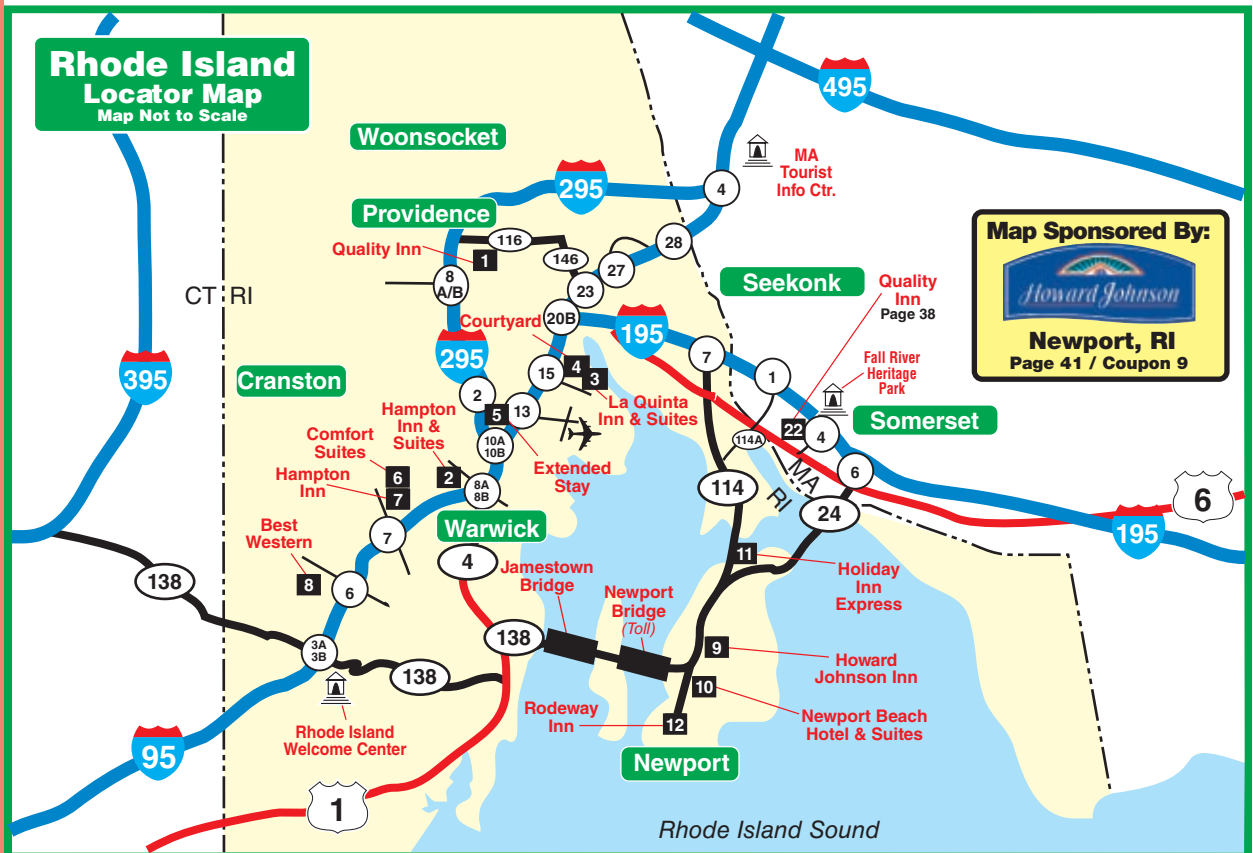 Rhode Island
Locator Map
Map Not to Scale
495
Woonsocket
MA
Tourist
Info Ctr.
295
4
Providence
Quality Inn
1
116
146
28
27
23
8
A/B
CT
RI
Seekonk
Quality
Inn
Page 38
Map Sponsored By:
Howard Johnson
Newport, RI
Page 41 / Coupon 9
Courtyard
20B
195
295
7
1
Fall River
Heritage
Park
395
Cranston
15
4
3
2
La Quinta
Inn & Suites
5
13
Hampton
Inn &
Suites
22
4
Somerset
114A
10A
10B
Comfort
Suites
6
Hampton
Inn
7
2
8A
8B
Extended
Stay
MA
RI
6
114
24
6
195
Warwick
Best
Western
8
7
4
Jamestown
Bridge
Newport
Bridge
(Toll)
11
Holiday
Inn
Express
138
6
3A
3B
138
138
9
Howard
Johnson Inn
10
Newport Beach
Hotel & Suites
Rodeway
Inn
12
Rhode Island
Welcome Center
95
Newport
1
Rhode Island Sound